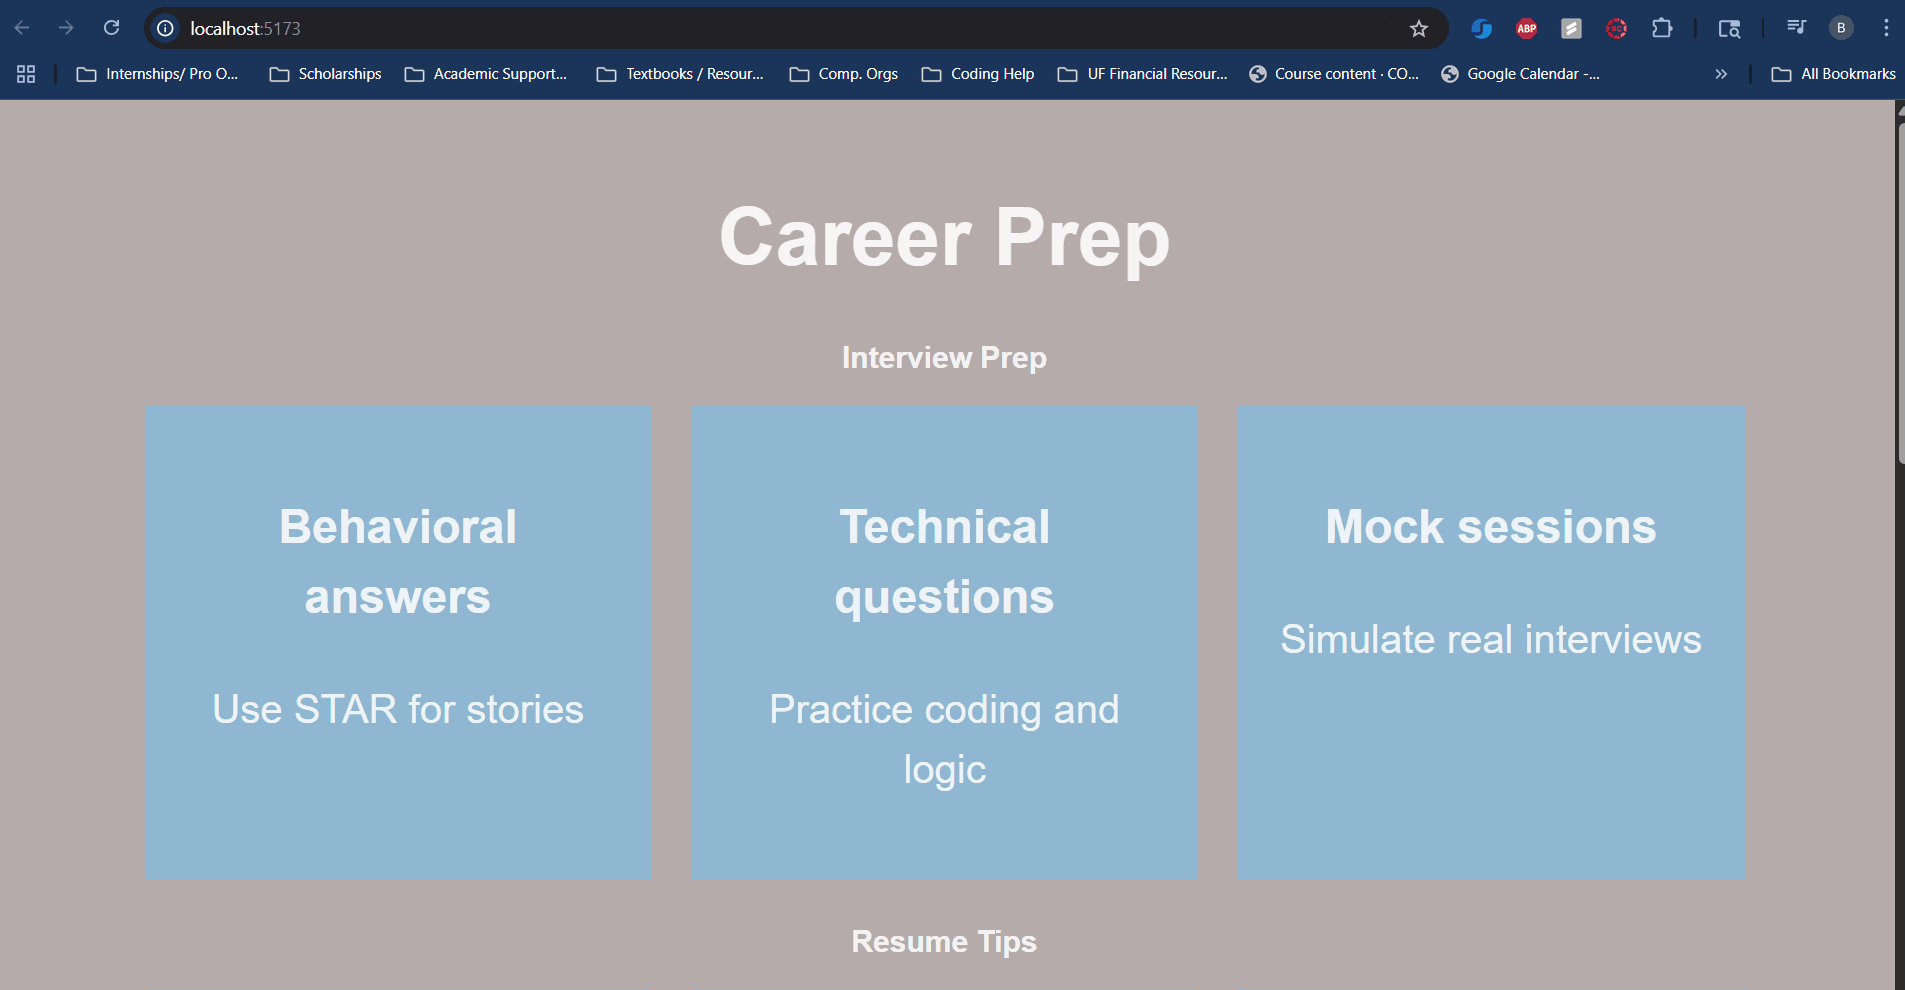 localhost:5173
ABP
B
Internships/ Pro O...
Scholarships
Academic Support...
Textbooks / Resour...
Comp. Orgs
Coding Help
UF Financial Resour...
Course content · CO...
Google Calendar -...
»
All Bookmarks
Career Prep
Interview Prep
Behavioral
answers
Use STAR for stories
Technical
questions
Practice coding and
logic
Mock sessions
Simulate real interviews
Resume Tips